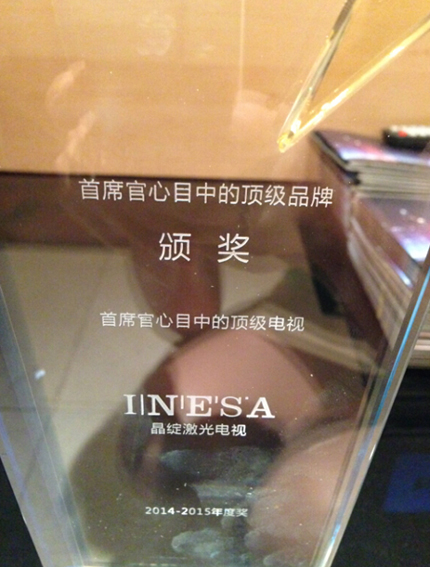 首席官心目中的顶级品牌
颁奖
首席官心目中的顶级电视
INESA
晶绽激光电视
2014-2015年度奖